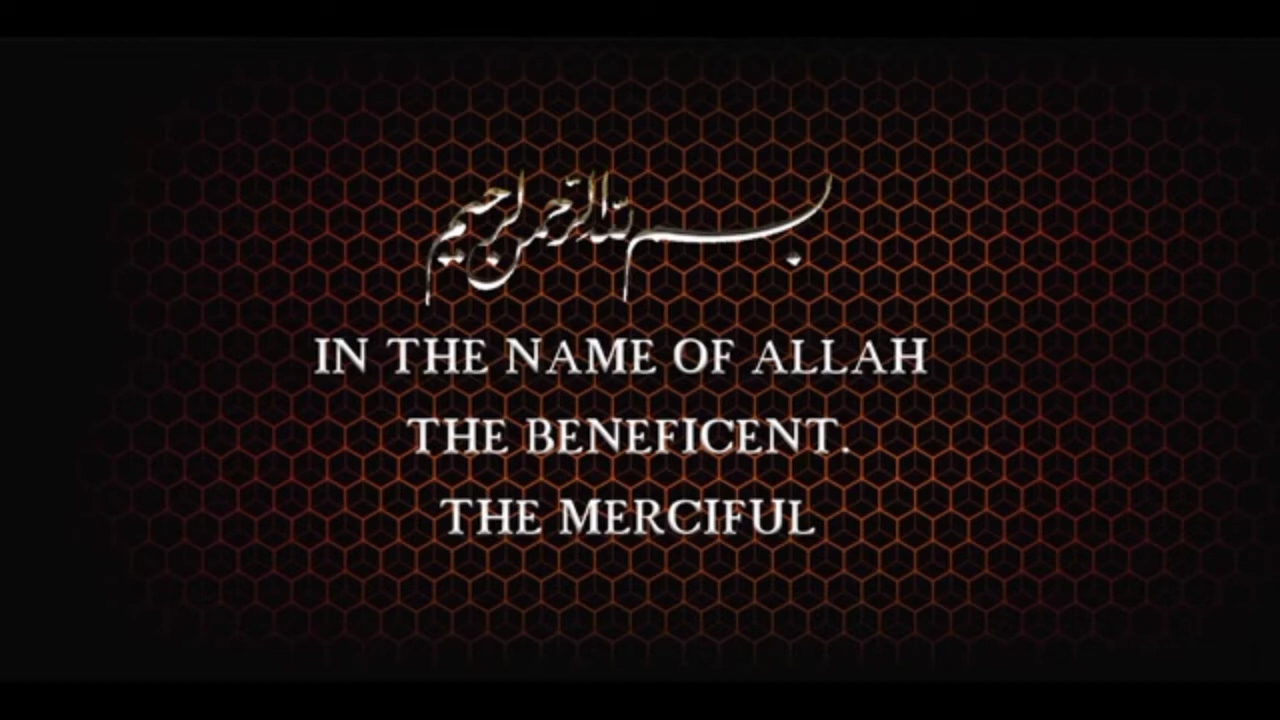 بسم الله الرحمن الرحيم
IN THE NAME OF ALLAH
THE BENEFICENT.
THE MERCIFUL